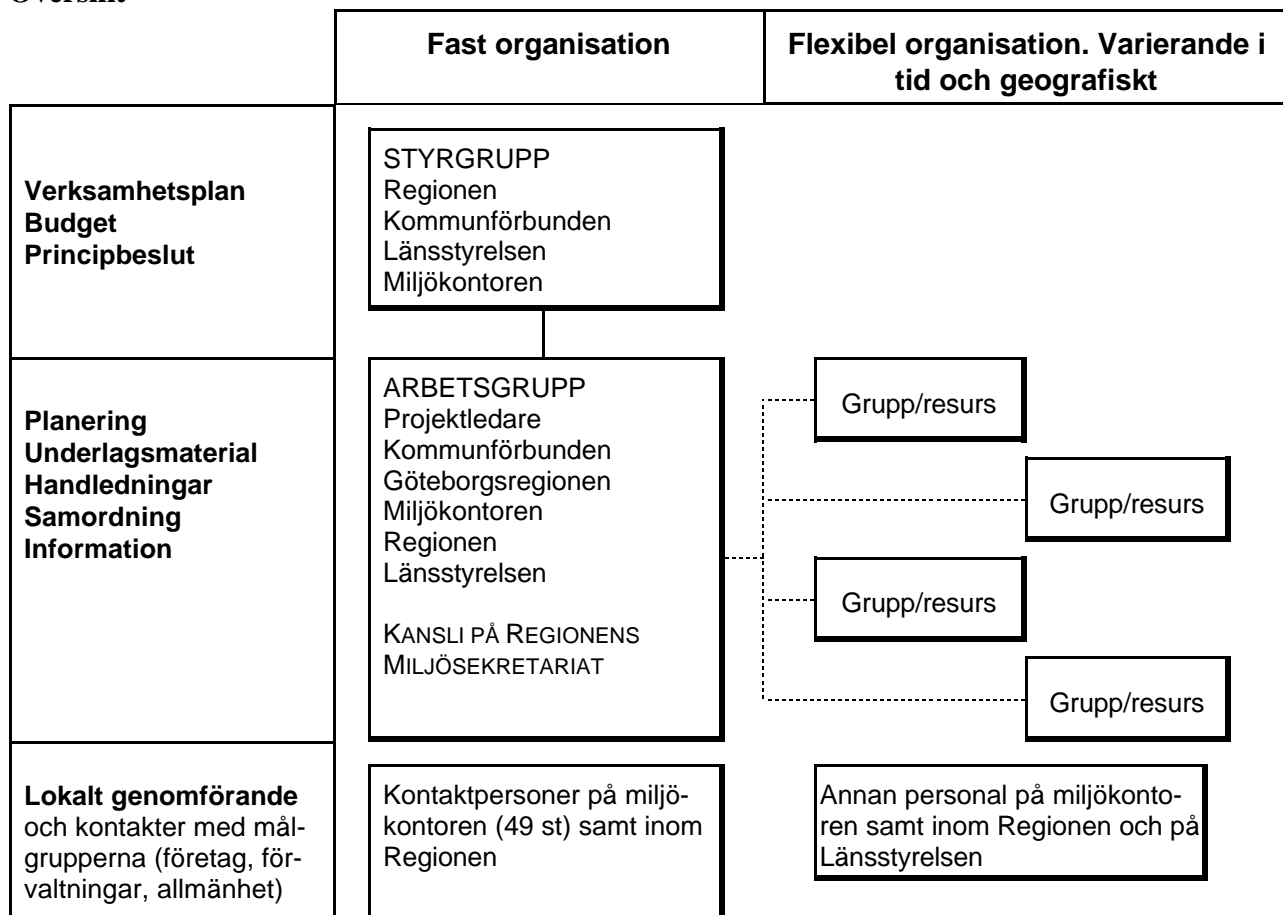 Översikt
Fast organisation
Flexibel organisation. Varierande i
tid och geografiskt
Verksamhetsplan
Budget
Principbeslut
STYRGRUPP
Regionen
Kommunförbunden
Länsstyrelsen
Miljökontoren
Planering
Underlagsmaterial
Handledningar
Samordning
Information
ARBETSGRUPP
Projektledare
Kommunförbunden
Göteborgsregionen
Miljökontoren
Regionen
Länsstyrelsen
KANSLI PÅ REGIONENS
MILJÖSEKRETARIAT
Grupp/resurs
Grupp/resurs
Grupp/resurs
Grupp/resurs
Lokalt genomförande
och kontakter med mål-
grupperna (företag, för-
valtningar, allmänhet)
Kontaktpersoner på miljö-
kontoren (49 st) samt inom
Regionen
Annan personal på miljökonto-
ren samt inom Regionen och på
Länsstyrelsen